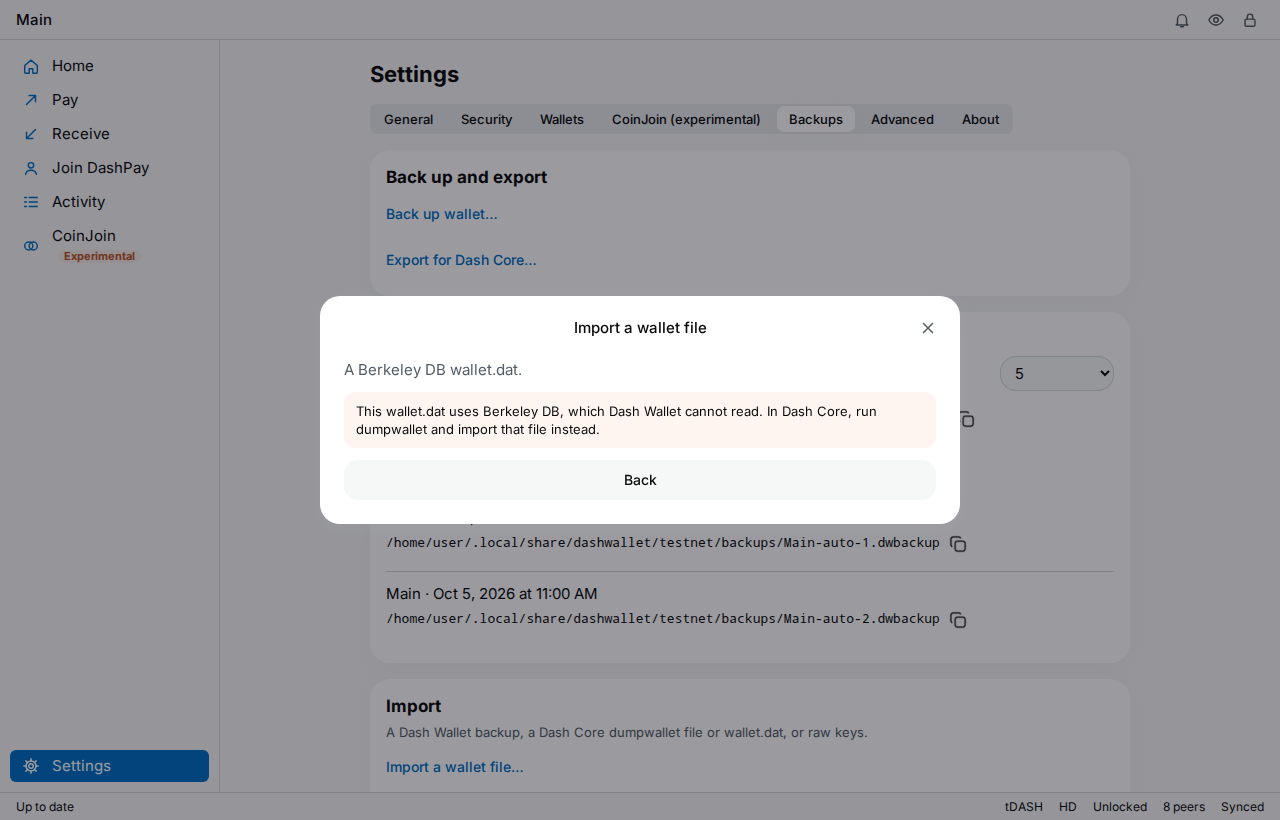 Main
Home
Pay
Receive
Join DashPay
Activity
CoinJoin
Experimental
Settings
Settings
General Security Wallets CoinJoin (experimental) Backups Advanced About
Back up and export
Back up wallet...
Export for Dash Core...
Import a wallet file
A Berkeley DB wallet.dat.
5
This wallet.dat uses Berkeley DB, which Dash Wallet cannot read. In Dash Core, run
dumpwallet and import that file instead.
Back
/home/user/.local/share/dashwallet/testnet/backups/Main-auto-1.dwbackup
Main · Oct 5, 2026 at 11:00 AM
/home/user/.local/share/dashwallet/testnet/backups/Main-auto-2.dwbackup
Import
A Dash Wallet backup, a Dash Core dumpwallet file or wallet.dat, or raw keys.
Import a wallet file...
Up to date tDASH HD Unlocked 8 peers Synced